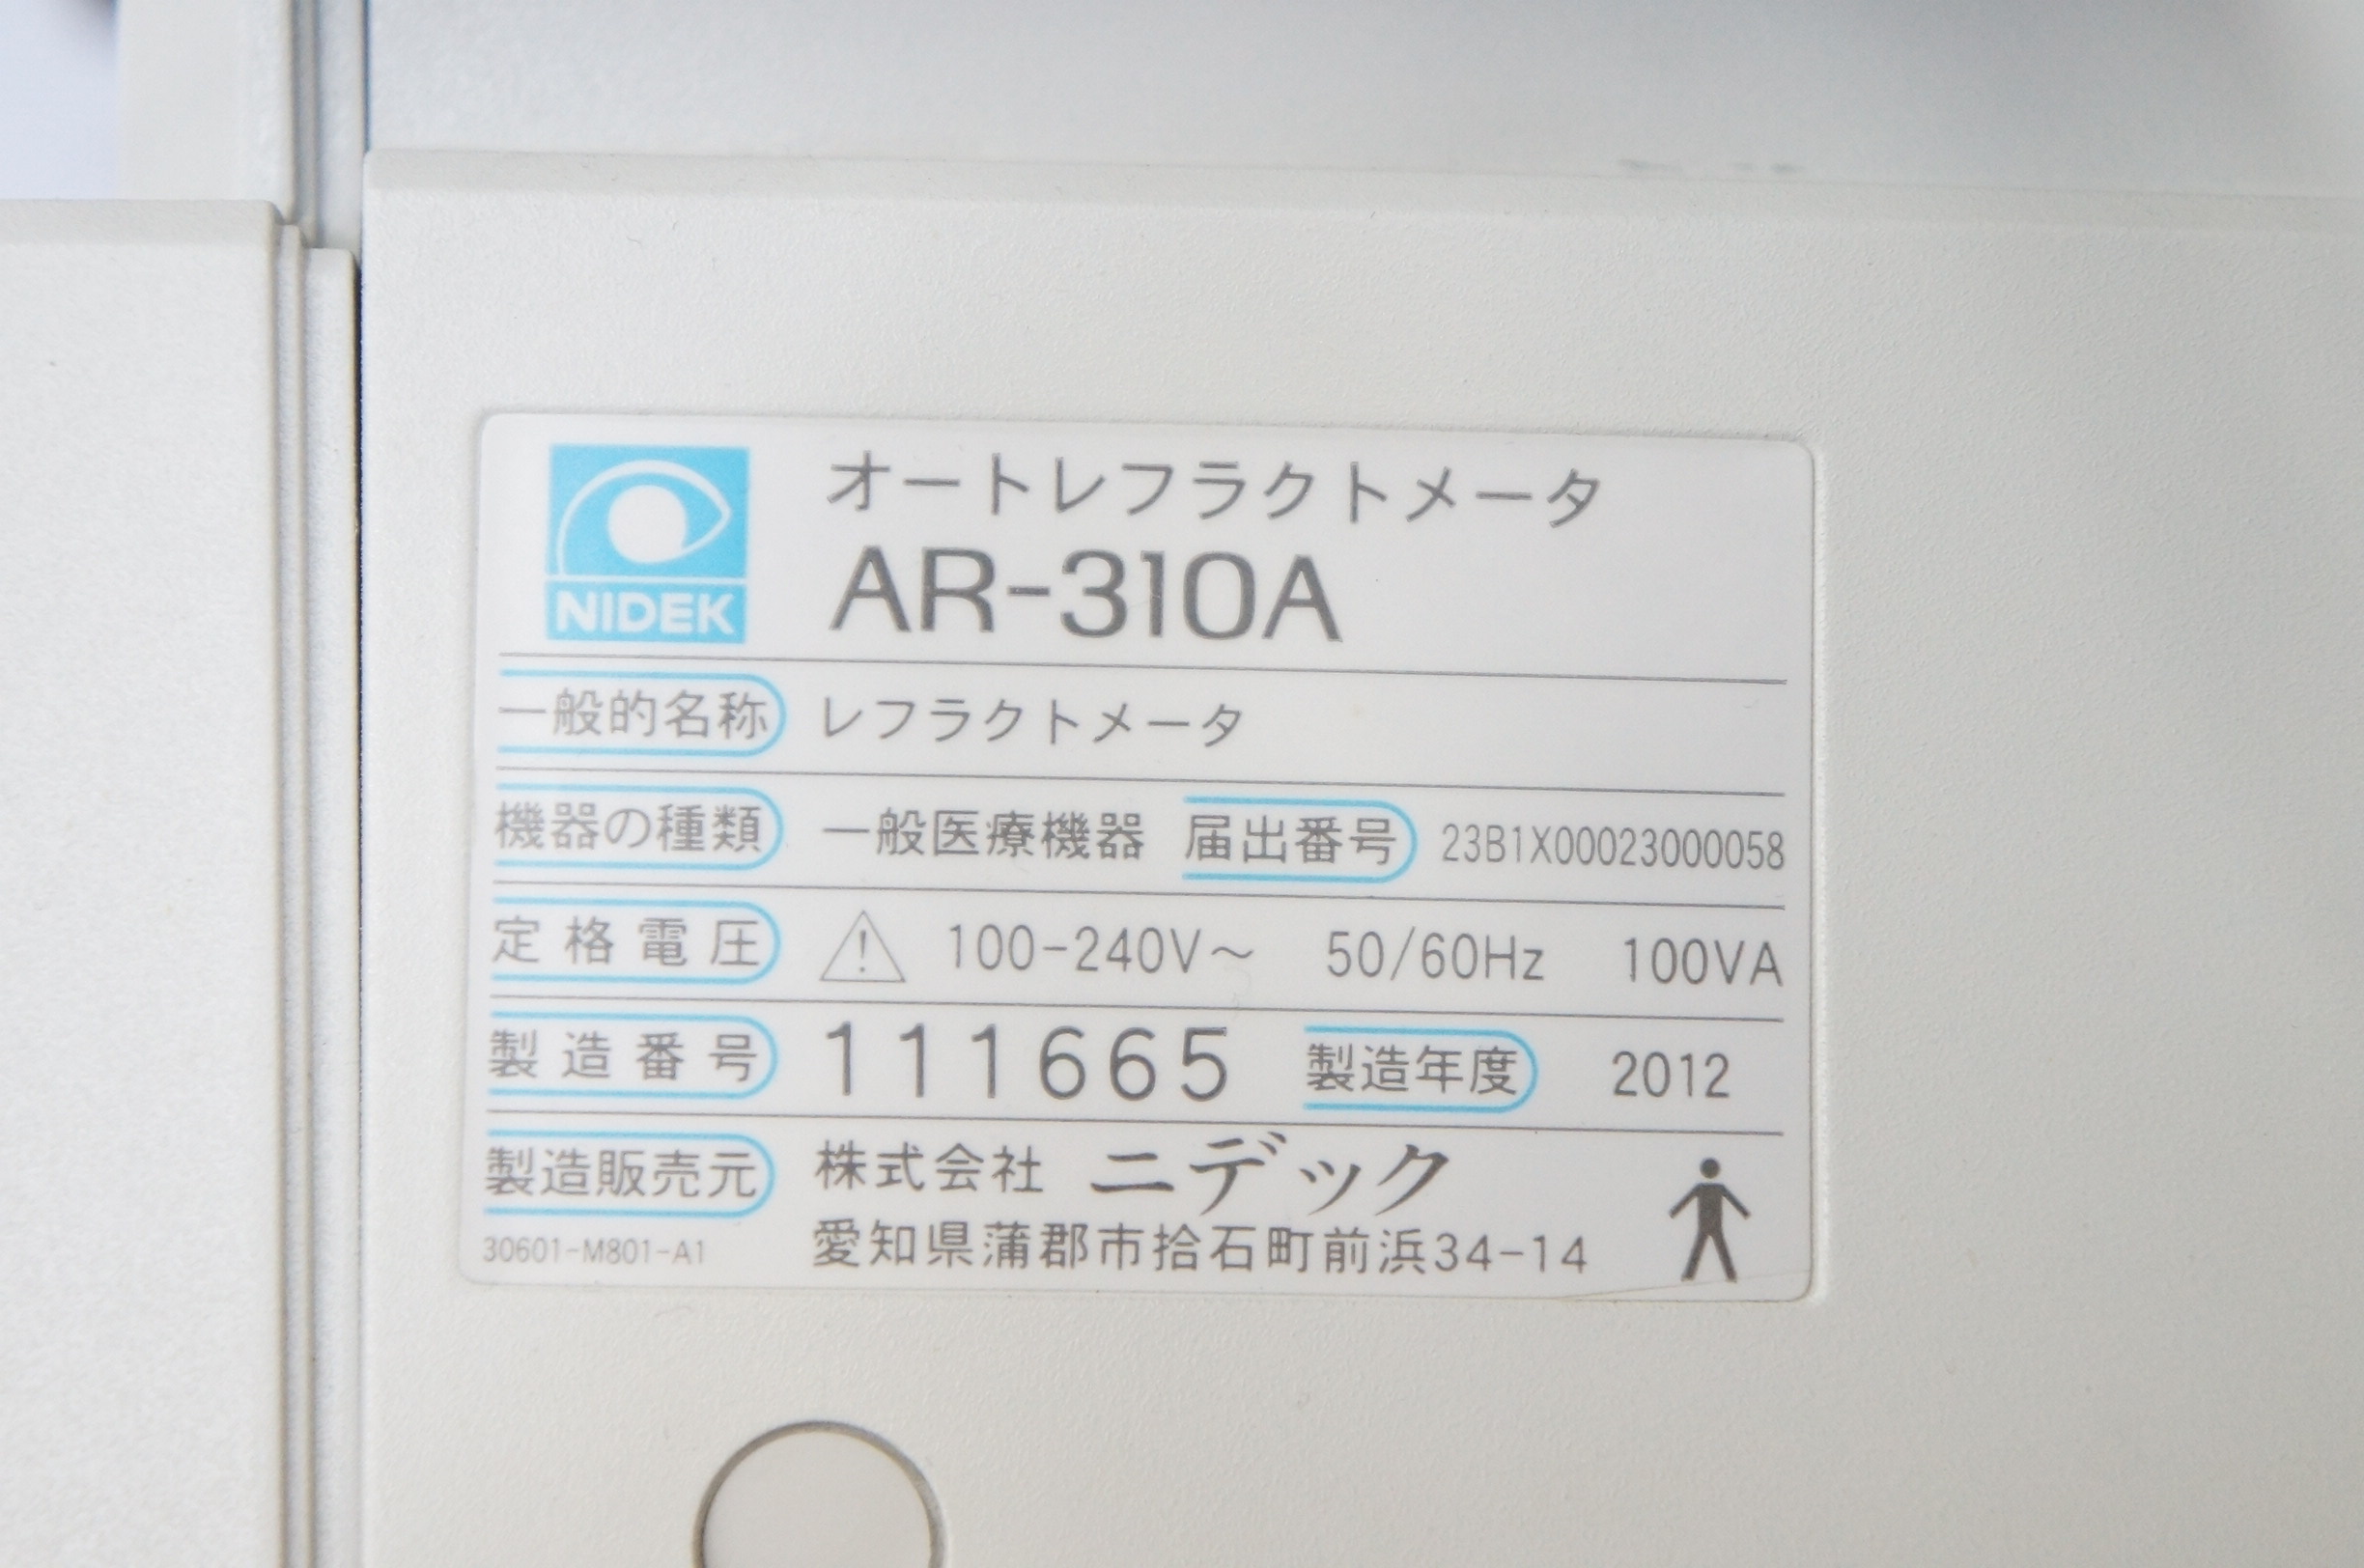 NIDEK
オートレフラクトメータ
AR-310A
一般的名称 レフラクトメータ
機器の種類 一般医療機器 届出番号 23B1X00023000058
定格電圧 100-240V～ 50/60Hz 100VA
製造番号 111665 製造年度 2012
製造販売元 株式会社 ニデック
愛知県蒲郡市拾石町前浜34-14
30601-M801-A1